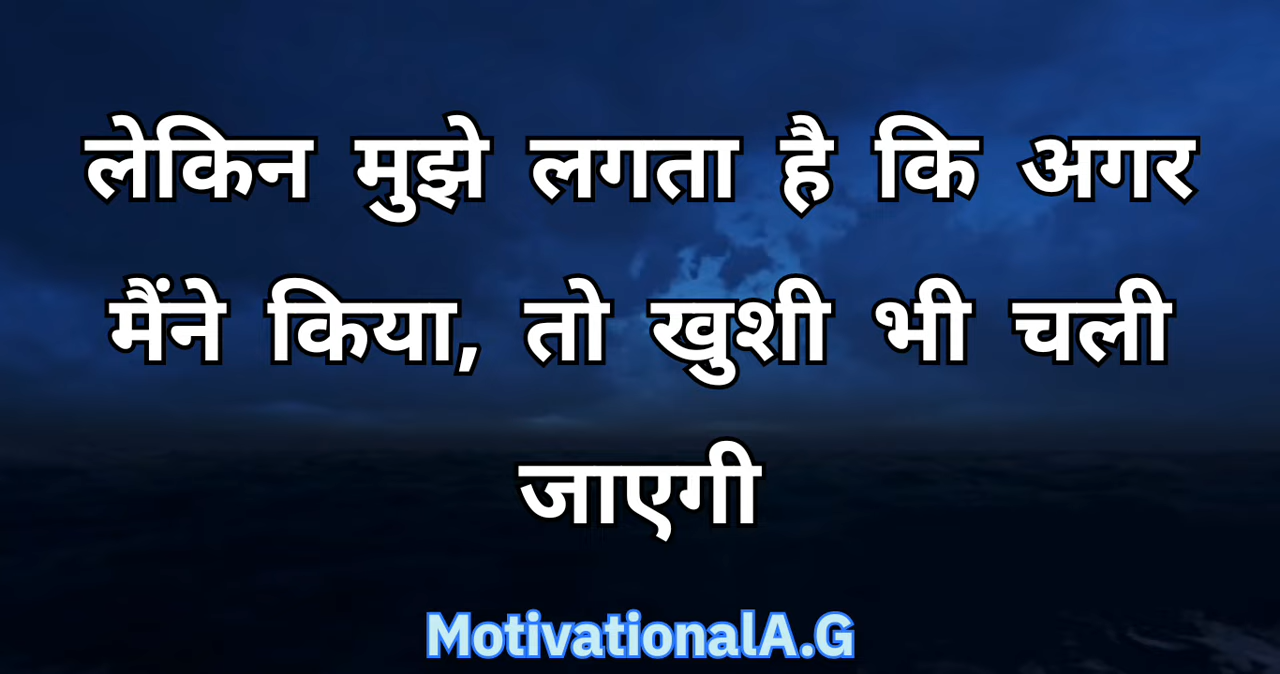 लेकिन मुझे लगता है कि अगर
मैंने किया, तो खुशी भी चली
जाएगी
MotivationalA.G